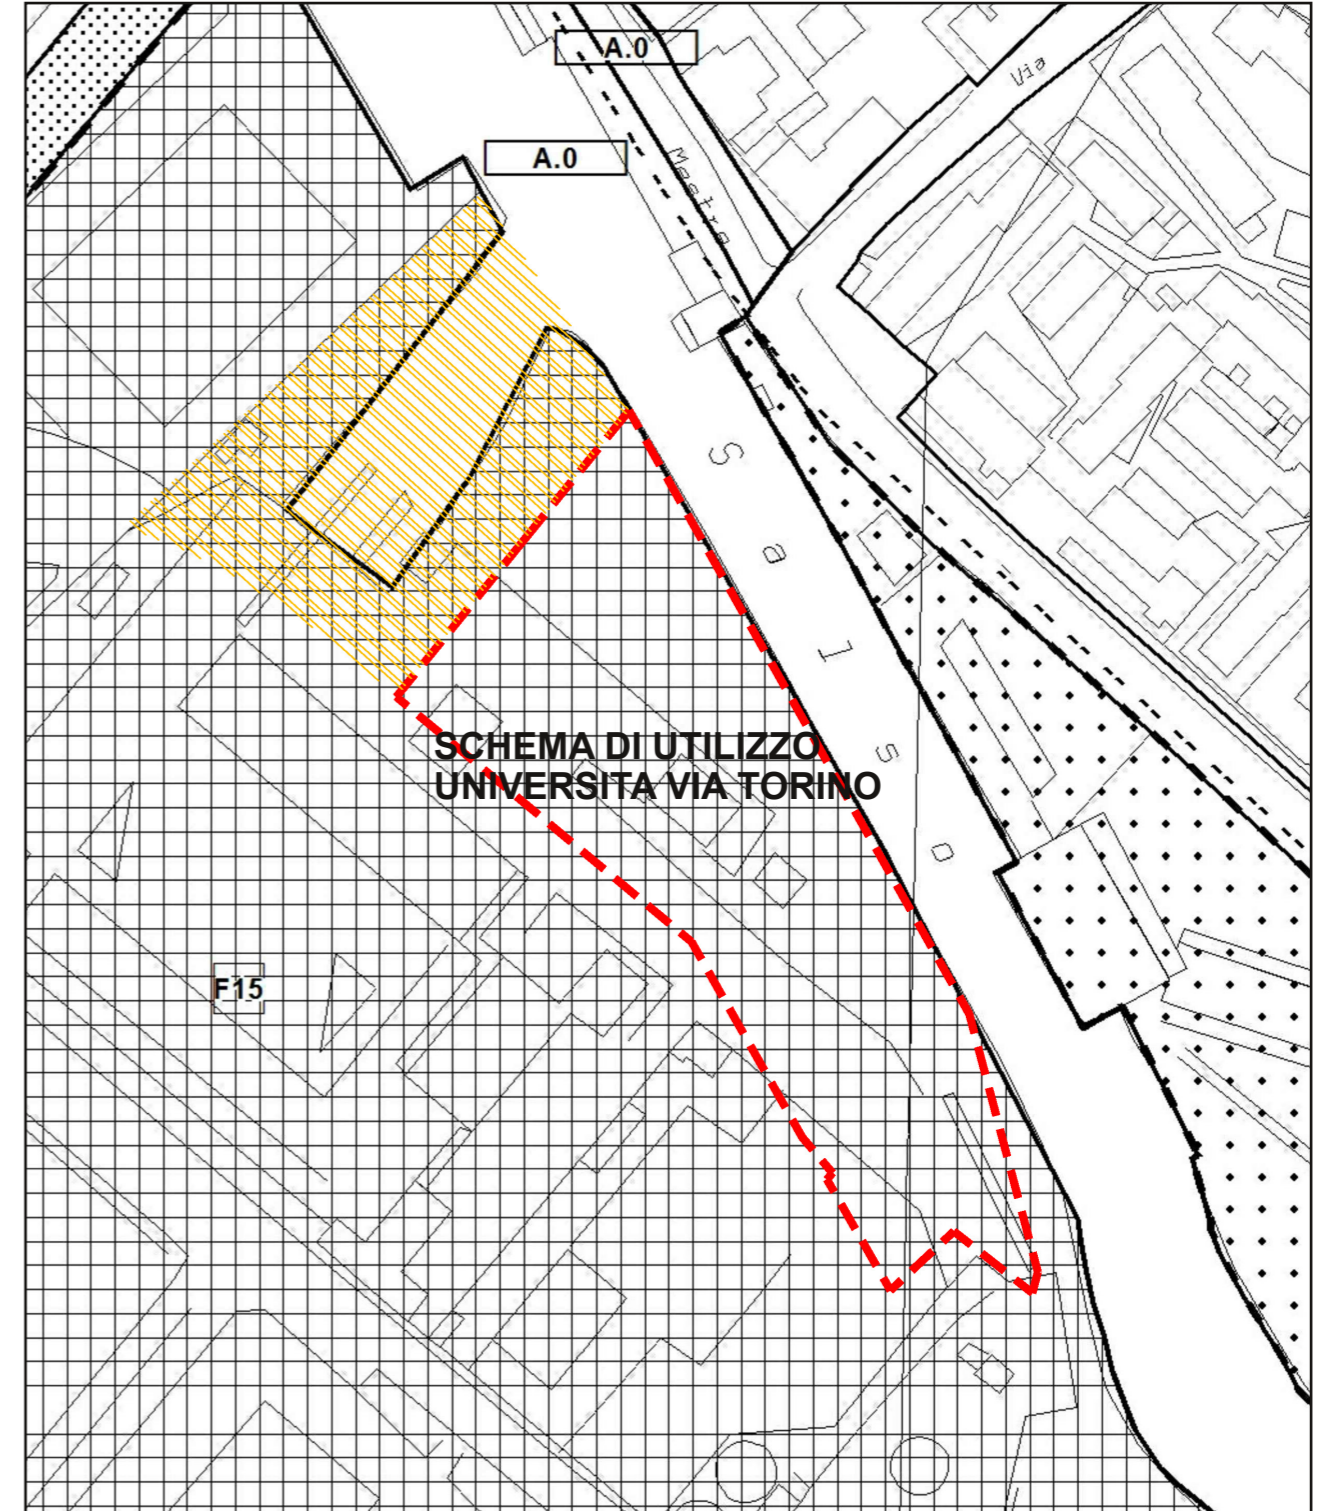 A.0
Via
A.0
Mestre
Salso
SCHEMA DI UTILIZZO
UNIVERSITA VIA TORINO
F15